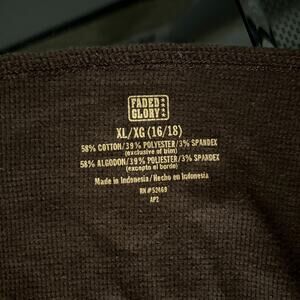 FADED
GLORY
XL/XG (16/18)
58% COTTON/39% POLYESTER/3% SPANDEX
(exclusive of trim)
58% ALGODON/39% POLIESTER/3% SPANDEX
(excepto el borde)
Made in Indonesia/Hecho en Indonesia
RN #52469
AP2